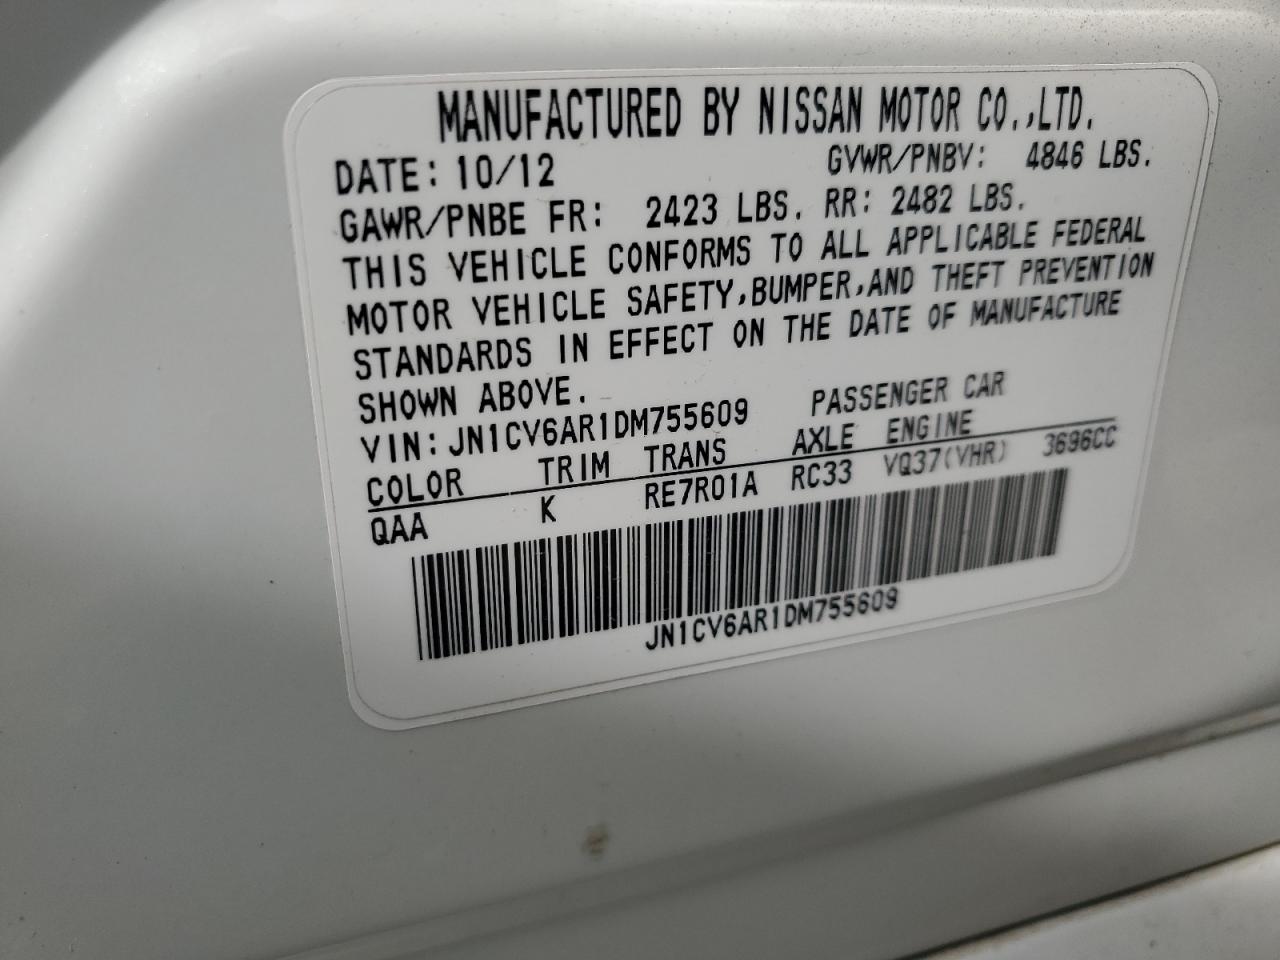 MANUFACTURED BY NISSAN MOTOR CO.,LTD.
DATE: 10/12 GVWR/PNBV: 4846 LBS.
GAWR/PNBE FR: 2423 LBS. RR: 2482 LBS.
THIS VEHICLE CONFORMS TO ALL APPLICABLE FEDERAL
MOTOR VEHICLE SAFETY,BUMPER,AND THEFT PREVENTION
STANDARDS IN EFFECT ON THE DATE OF MANUFACTURE
SHOWN ABOVE.
VIN: JN1CV6AR1DM755609 PASSENGER CAR
COLOR TRIM TRANS AXLE ENGINE
QAA K RE7R01A RC33 VQ37(VHR) 3696CC
JN1CV6AR1DM755609